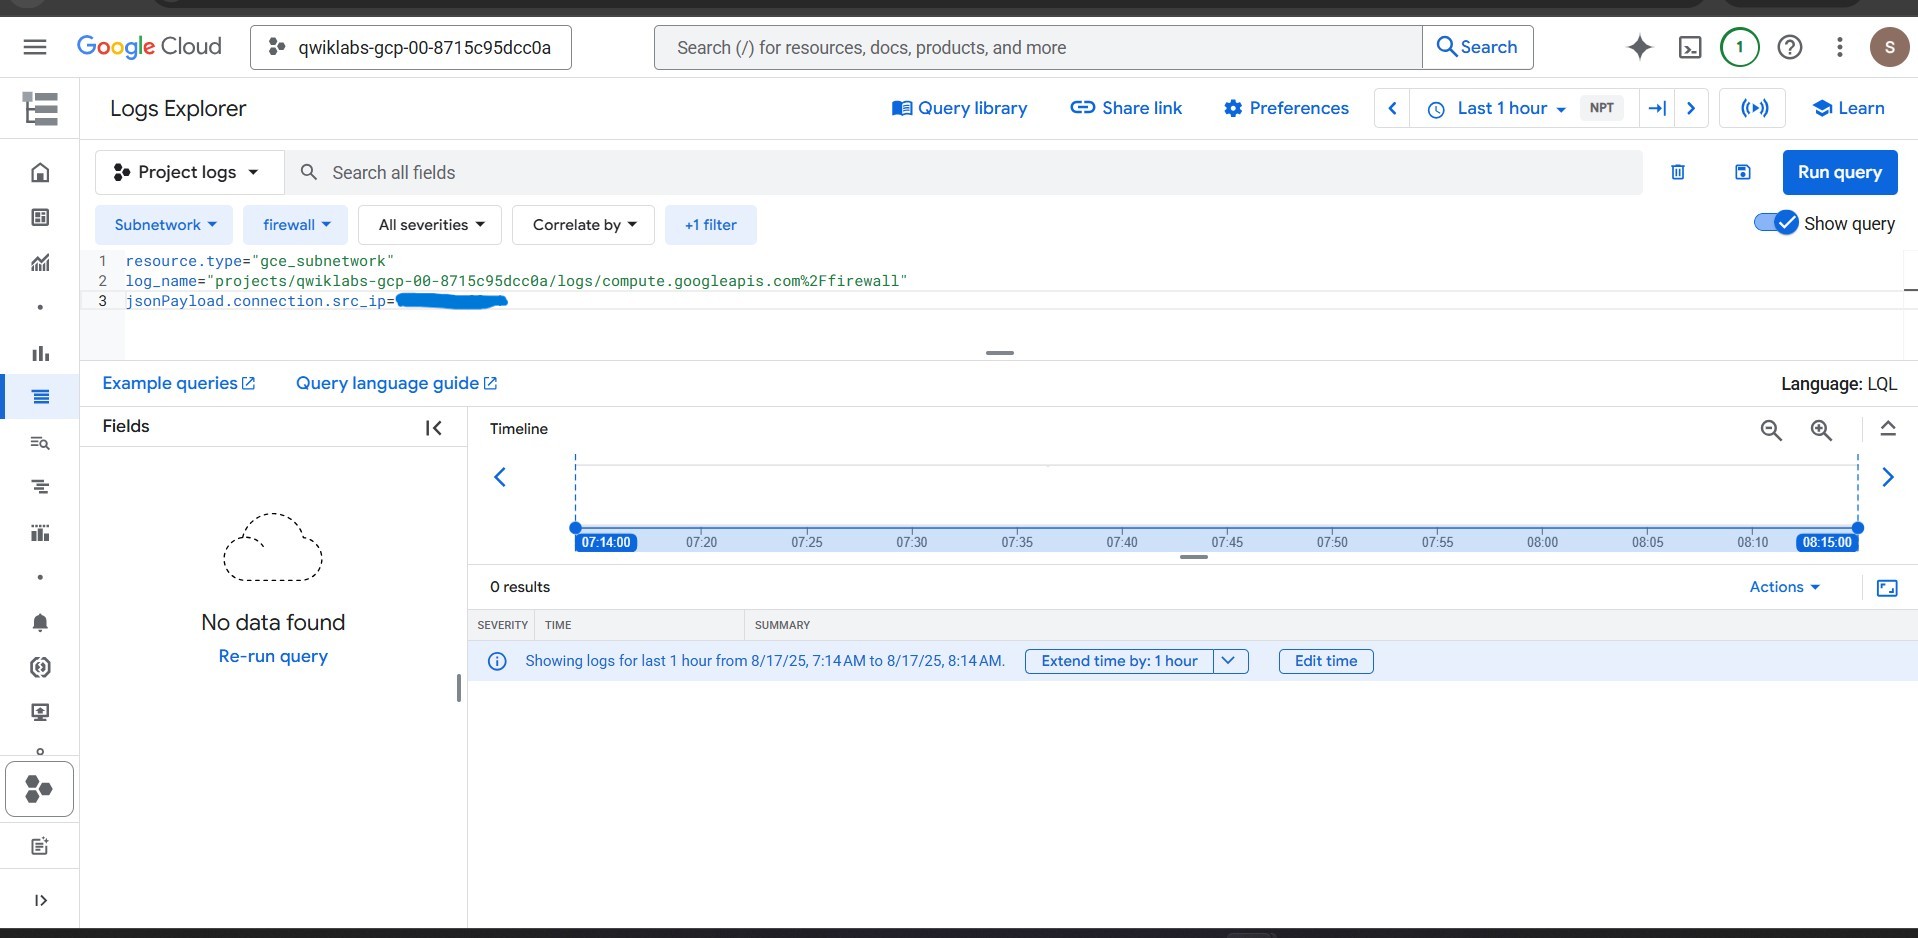 Google Cloud
qwiklabs-gcp-00-8715c95dcc0a
Search (/) for resources, docs, products, and more
Search
1
S
Logs Explorer
Query library
Share link
Preferences
Last 1 hour
NPT
Learn
Project logs
Search all fields
Run query
Subnetwork
firewall
All severities
Correlate by
+1 filter
Show query
1 resource.type="gce_subnetwork"
2 log_name="projects/qwiklabs-gcp-00-8715c95dcc0a/logs/compute.googleapis.com%2Ffirewall"
3 jsonPayload.connection.src_ip=
Example queries
Query language guide
Language: LQL
Fields
Timeline
07:14:00 07:20 07:25 07:30 07:35 07:40 07:45 07:50 07:55 08:00 08:05 08:10 08:15:00
No data found
Re-run query
0 results
Actions
SEVERITY TIME SUMMARY
Showing logs for last 1 hour from 8/17/25, 7:14 AM to 8/17/25, 8:14 AM.
Extend time by: 1 hour
Edit time